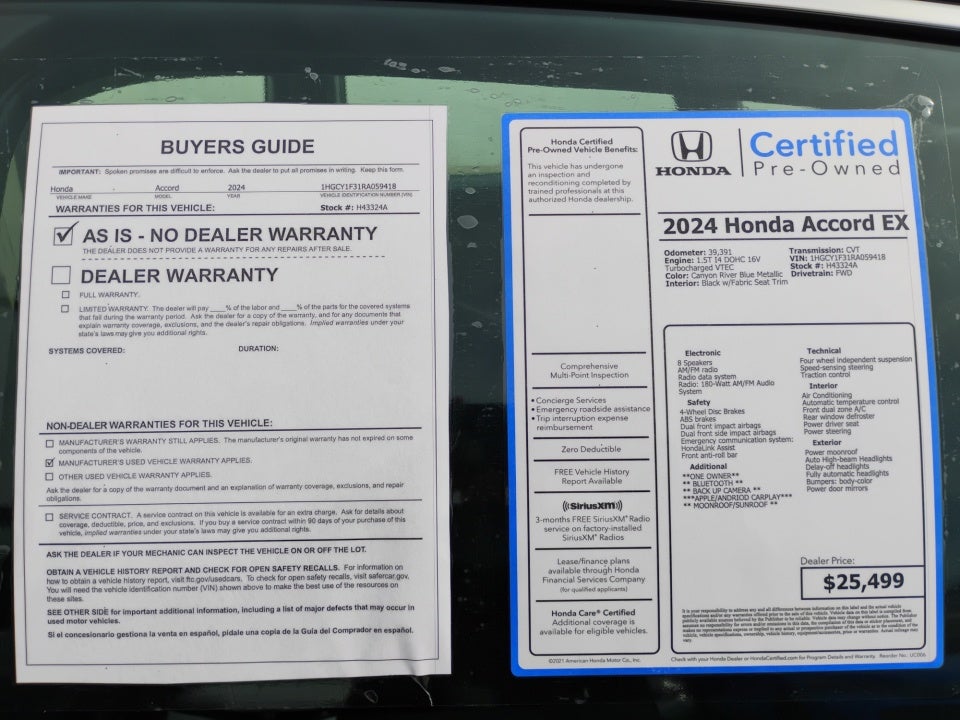 BUYERS GUIDE
IMPORTANT: Spoken promises are difficult to enforce. Ask the dealer to put all promises in writing. Keep this form.
Honda Accord 2024 1HGCY1F31RA059418
VEHICLE MAKE MODEL YEAR VEHICLE IDENTIFICATION NUMBER (VIN)
WARRANTIES FOR THIS VEHICLE: Stock #: H43324A
AS IS - NO DEALER WARRANTY
THE DEALER DOES NOT PROVIDE A WARRANTY FOR ANY REPAIRS AFTER SALE.
DEALER WARRANTY
FULL WARRANTY.
LIMITED WARRANTY. The dealer will pay ____% of the labor and ____% of the parts for the covered systems
that fail during the warranty period. Ask the dealer for a copy of the warranty, and for any documents that
explain warranty coverage, exclusions, and the dealer's repair obligations. Implied warranties under your
state's laws may give you additional rights.
SYSTEMS COVERED: DURATION:
NON-DEALER WARRANTIES FOR THIS VEHICLE:
MANUFACTURER'S WARRANTY STILL APPLIES. The manufacturer's original warranty has not expired on some
components of the vehicle.
MANUFACTURER'S USED VEHICLE WARRANTY APPLIES.
OTHER USED VEHICLE WARRANTY APPLIES.
Ask the dealer for a copy of the warranty document and an explanation of warranty coverage, exclusions, and repair
obligations.
SERVICE CONTRACT. A service contract on this vehicle is available for an extra charge. Ask for details about
coverage, deductible, price, and exclusions. If you buy a service contract within 90 days of your purchase of this
vehicle, implied warranties under your state's laws may give you additional rights.
ASK THE DEALER IF YOUR MECHANIC CAN INSPECT THE VEHICLE ON OR OFF THE LOT.
OBTAIN A VEHICLE HISTORY REPORT AND CHECK FOR OPEN SAFETY RECALLS. For information on
how to obtain a vehicle history report, visit ftc.gov/usedcars. To check for open safety recalls, visit safercar.gov.
You will need the vehicle identification number (VIN) shown above to make the best use of the resources on
these sites.
SEE OTHER SIDE for important additional information, including a list of major defects that may occur in
used motor vehicles.
Si el concesionario gestiona la venta en español, pídale una copia de la Guía del Comprador en español.
Honda Certified
Pre-Owned Vehicle Benefits:
This vehicle has undergone
an inspection and
reconditioning completed by
trained professionals at this
authorized Honda dealership.
Comprehensive
Multi-Point Inspection
• Concierge Services
• Emergency roadside assistance
• Trip interruption expense
reimbursement
Zero Deductible
FREE Vehicle History
Report Available
((SiriusXM))
3-months FREE SiriusXM® Radio
service on factory-installed
SiriusXM® Radios
Lease/finance plans
available through Honda
Financial Services Company
(for qualified applicants)
Honda Care® Certified
Additional coverage is
available for eligible vehicles.
©2021 American Honda Motor Co., Inc.
HONDA
Certified
Pre-Owned
2024 Honda Accord EX
Odometer: 39,391
Engine: 1.5T I4 DOHC 16V
Turbocharged VTEC
Color: Canyon River Blue Metallic
Interior: Black w/Fabric Seat Trim
Transmission: CVT
VIN: 1HGCY1F31RA059418
Stock #: H43324A
Drivetrain: FWD
Electronic
8 Speakers
AM/FM radio
Radio data system
Radio: 180-Watt AM/FM Audio
System
Safety
4-Wheel Disc Brakes
ABS brakes
Dual front impact airbags
Dual front side impact airbags
Emergency communication system:
HondaLink Assist
Front anti-roll bar
Additional
**ONE OWNER**
** BLUETOOTH **
** BACK UP CAMERA **
***APPLE/ANDRIOD CARPLAY***
** MOONROOF/SUNROOF **
Technical
Four wheel independent suspension
Speed-sensing steering
Traction control
Interior
Air Conditioning
Automatic temperature control
Front dual zone A/C
Rear window defroster
Power driver seat
Power steering
Exterior
Power moonroof
Auto High-beam Headlights
Delay-off headlights
Fully automatic headlights
Bumpers: body-color
Power door mirrors
Dealer Price:
$25,499
Check with your Honda Dealer or HondaCertified.com for Program Details and Warranty. Reorder No.: UC066